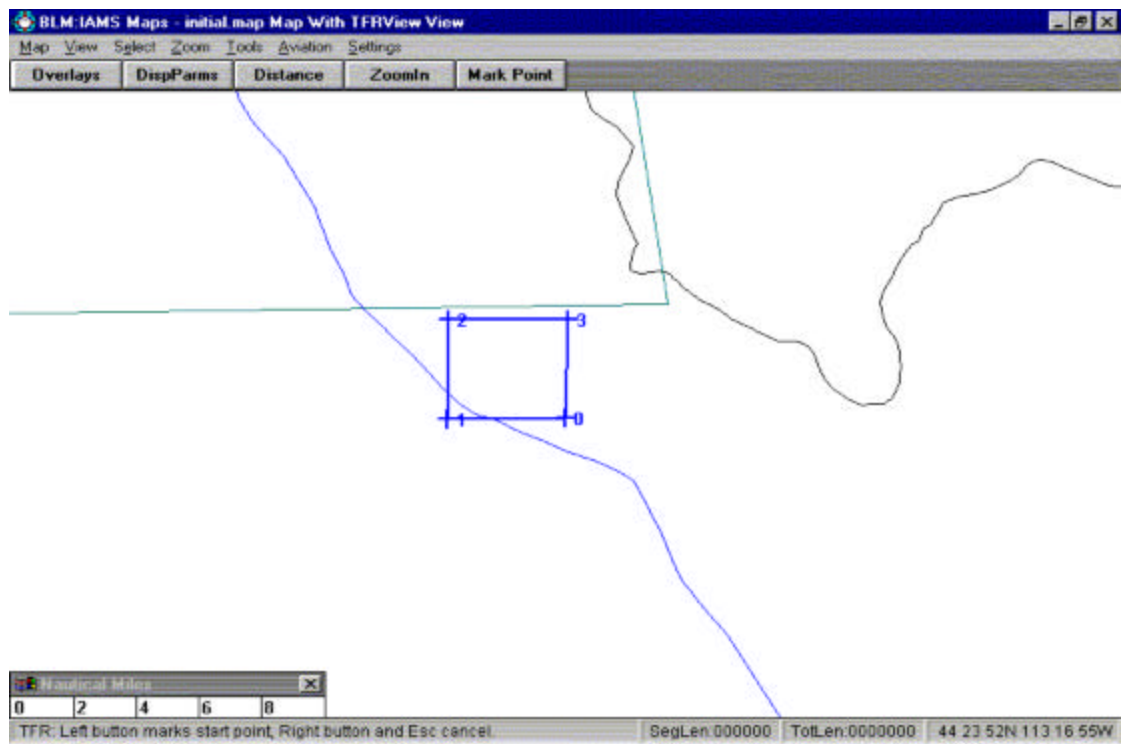 BLM:IAMS Maps - initial.map Map With TFRView View
Map View Select Zoom Tools Aviation Settings
Overlays DispParms Distance ZoomIn Mark Point
2 3
1 0
Nautical Miles
0 2 4 6 8
TFR: Left button marks start point, Right button and Esc cancel. SegLen:000000 TotLen:0000000 44 23 52N 113 16 55W